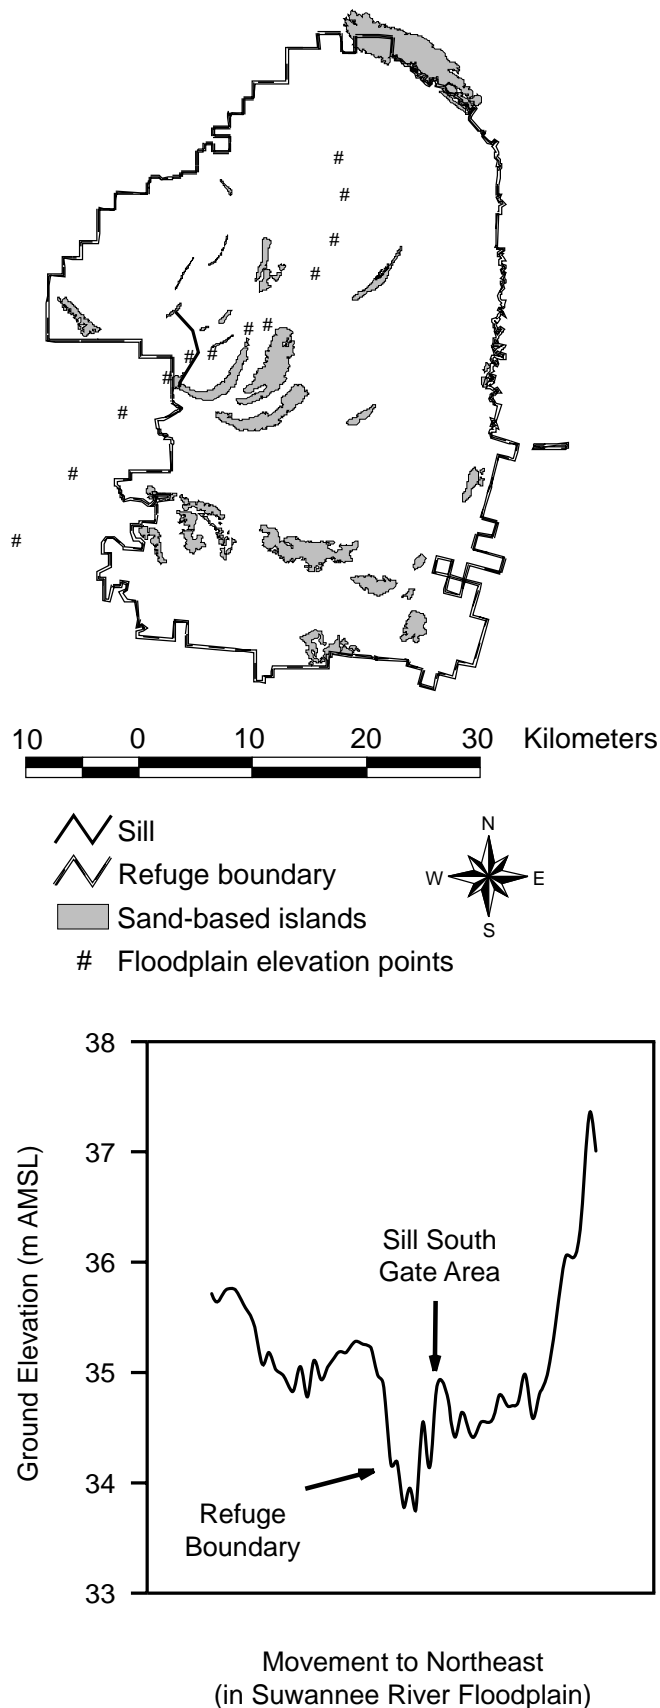 #
#
#
#
# #
# #
#
#
#
#
10 0 10 20 30 Kilometers
Sill
Refuge boundary
Sand-based islands
# Floodplain elevation points
N
W E
S
38
37
36
35
34
33
Ground Elevation (m AMSL)
Sill South
Gate Area
Refuge
Boundary
Movement to Northeast
(in Suwannee River Floodplain)